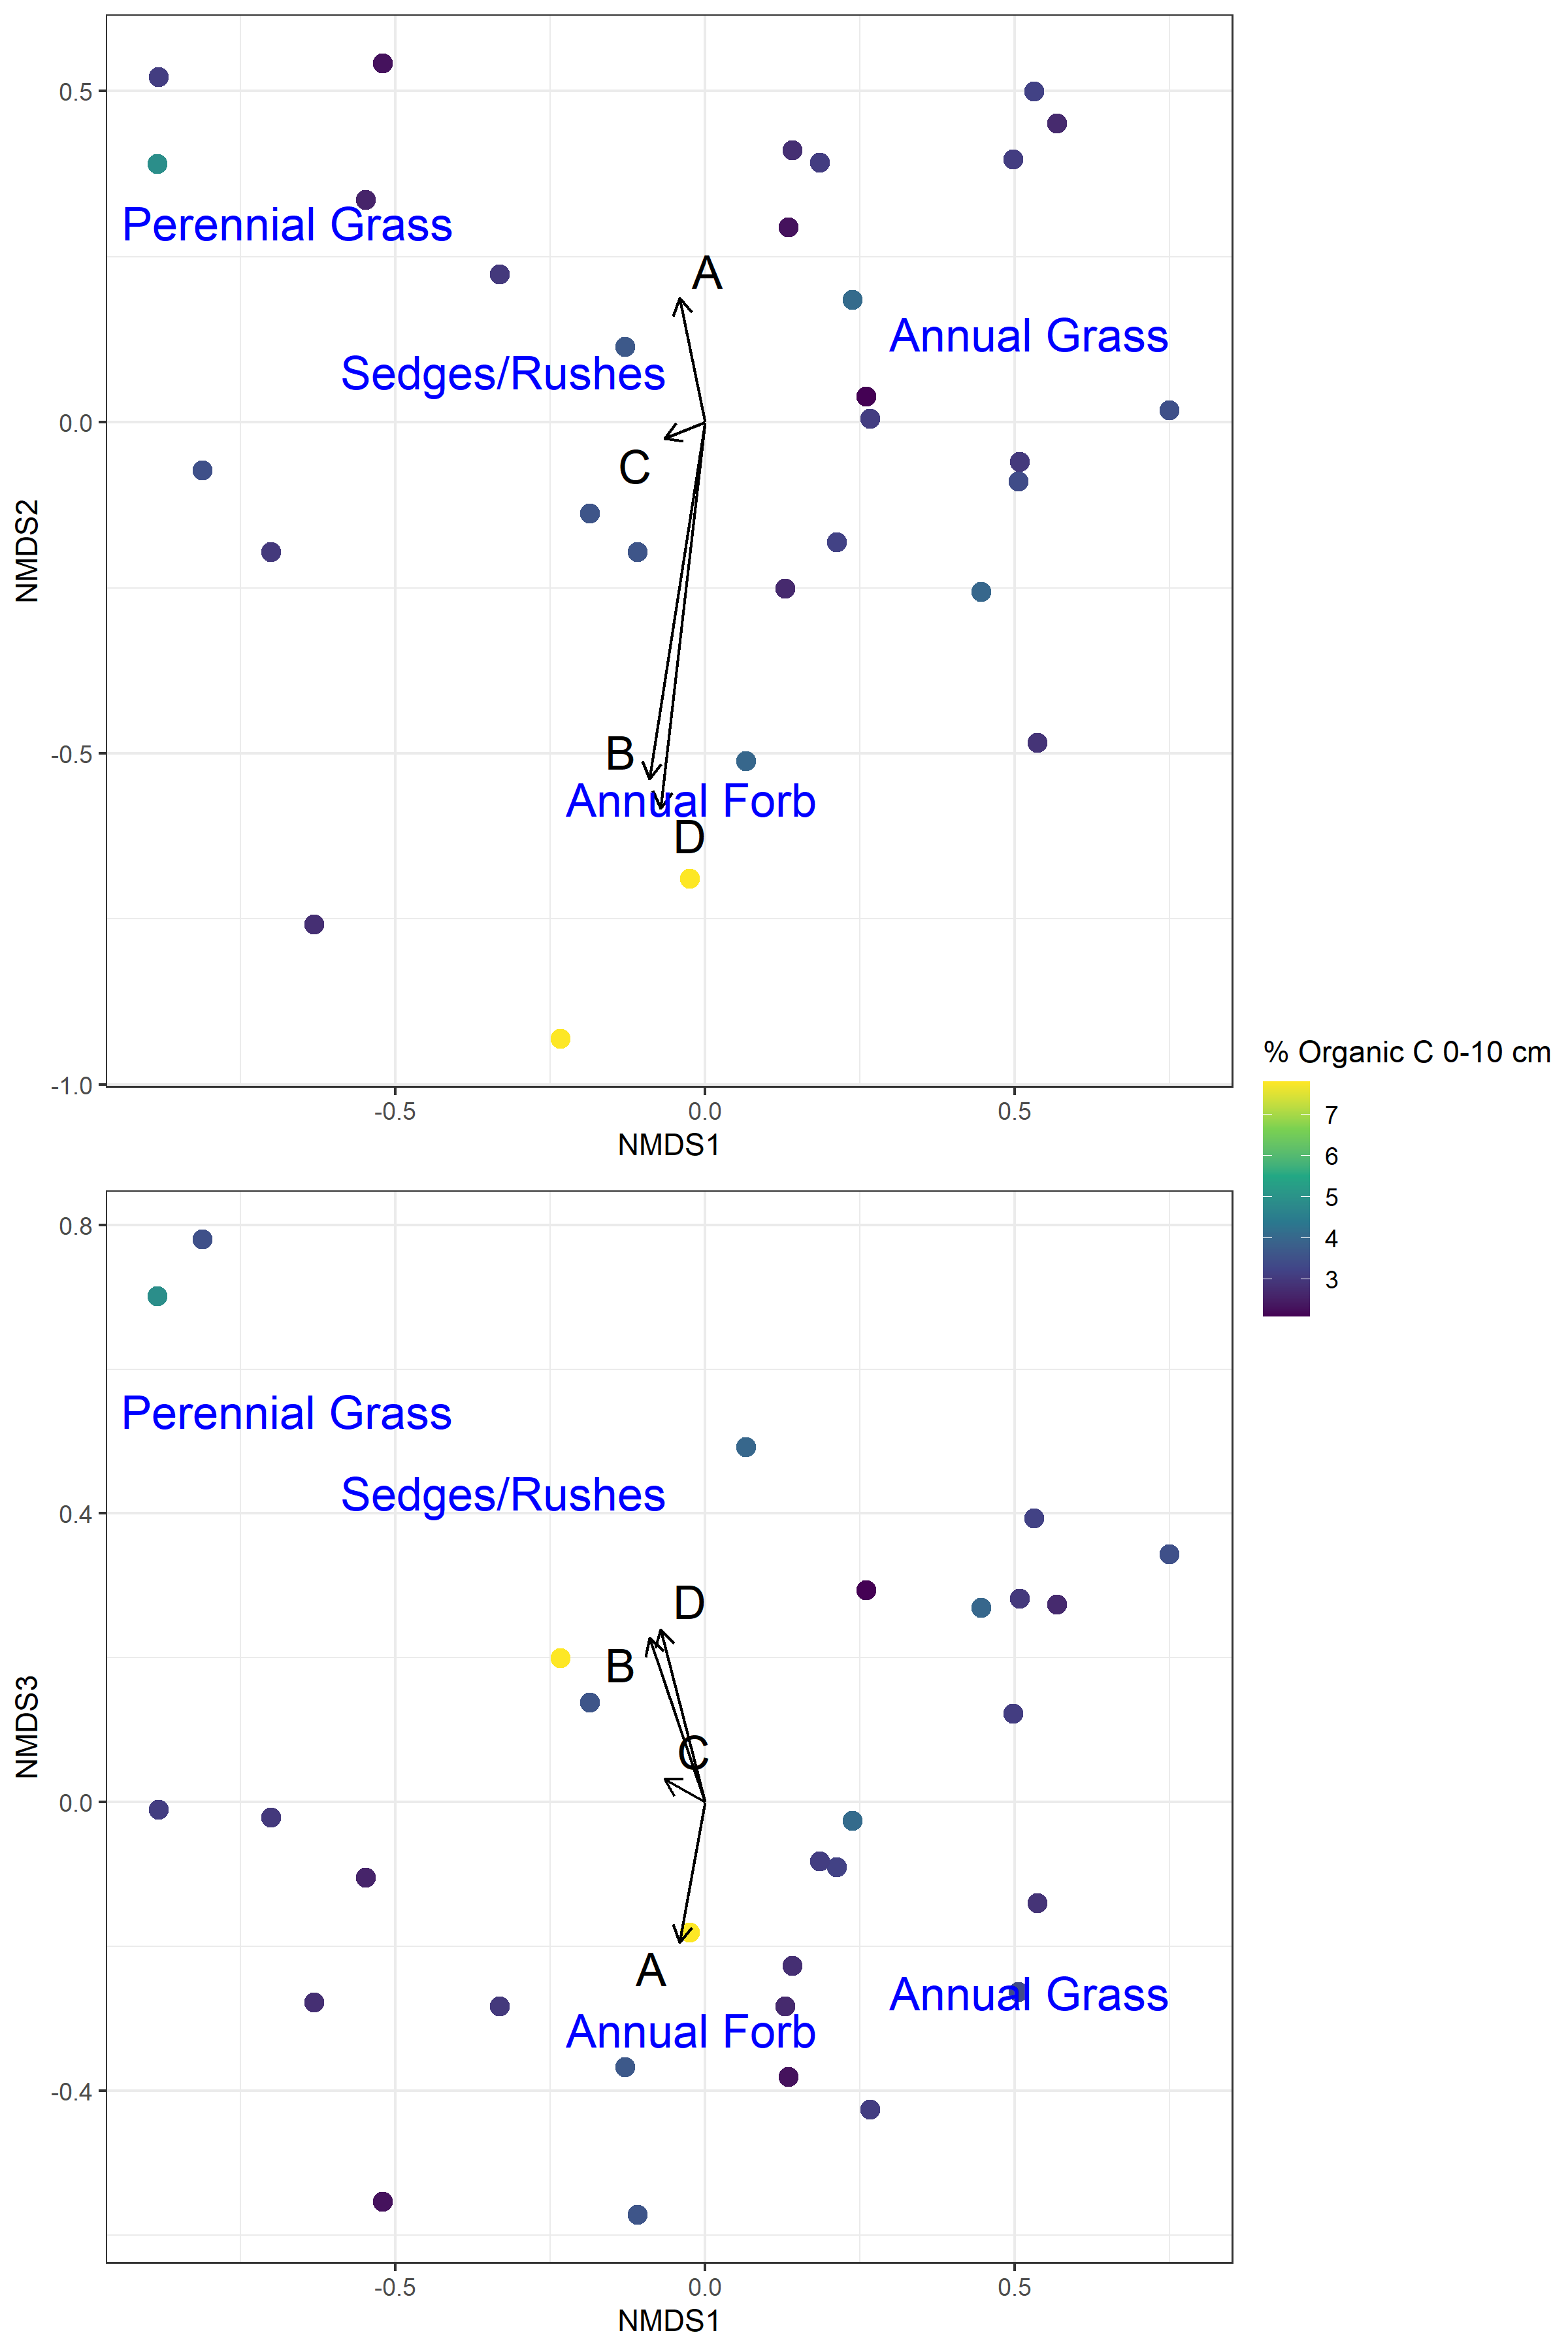 0.5
Perennial Grass
A
Annual Grass
Sedges/Rushes
0.0
C
NMDS2
B
-0.5
Annual Forb
D
-1.0
-0.5
0.0
0.5
NMDS1
% Organic C 0-10 cm
7
6
5
4
3
0.8
Perennial Grass
Sedges/Rushes
0.4
D
B
NMDS3
C
0.0
A
Annual Grass
Annual Forb
-0.4
-0.5
0.0
0.5
NMDS1